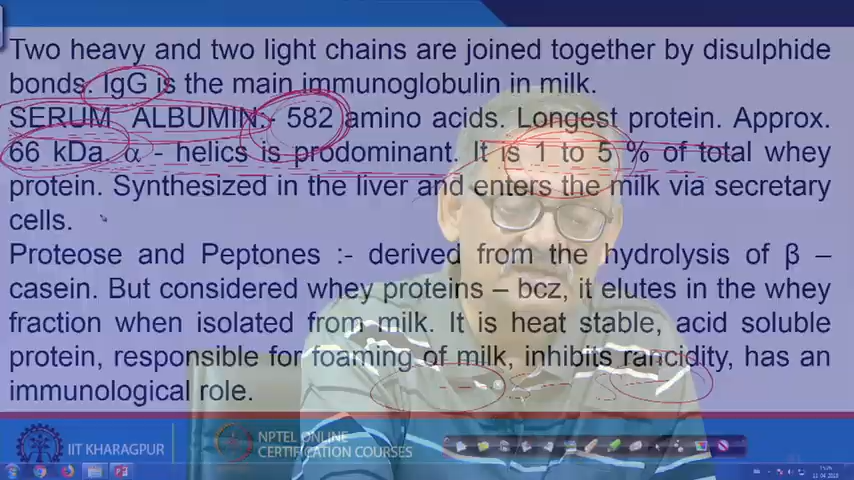 Two heavy and two light chains are joined together by disulphide
bonds. IgG is the main immunoglobulin in milk.
SERUM ALBUMIN:- 582 amino acids. Longest protein. Approx.
66 kDa. α - helics is prodominant. It is 1 to 5 % of total whey
protein. Synthesized in the liver and enters the milk via secretary
cells.
Proteose and Peptones :- derived from the hydrolysis of β –
casein. But considered whey proteins – bcz, it elutes in the whey
fraction when isolated from milk. It is heat stable, acid soluble
protein, responsible for foaming of milk, inhibits rancidity, has an
immunological role.
IIT KHARAGPUR
NPTEL ONLINE
CERTIFICATION COURSES